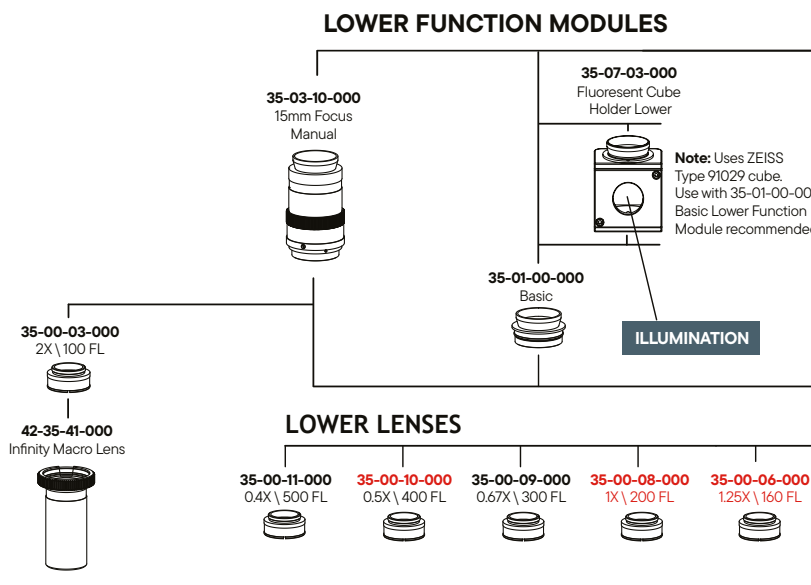 LOWER FUNCTION MODULES
35-03-10-000
15mm Focus
Manual
35-07-03-000
Fluoresent Cube
Holder Lower
Note: Uses ZEISS
Type 91029 cube.
Use with 35-01-00-00
Basic Lower Function
Module recommende
35-01-00-000
Basic
ILLUMINATION
35-00-03-000
2X \ 100 FL
42-35-41-000
Infinity Macro Lens
LOWER LENSES
35-00-11-000
0.4X \ 500 FL
35-00-10-000
0.5X \ 400 FL
35-00-09-000
0.67X \ 300 FL
35-00-08-000
1X \ 200 FL
35-00-06-000
1.25X \ 160 FL